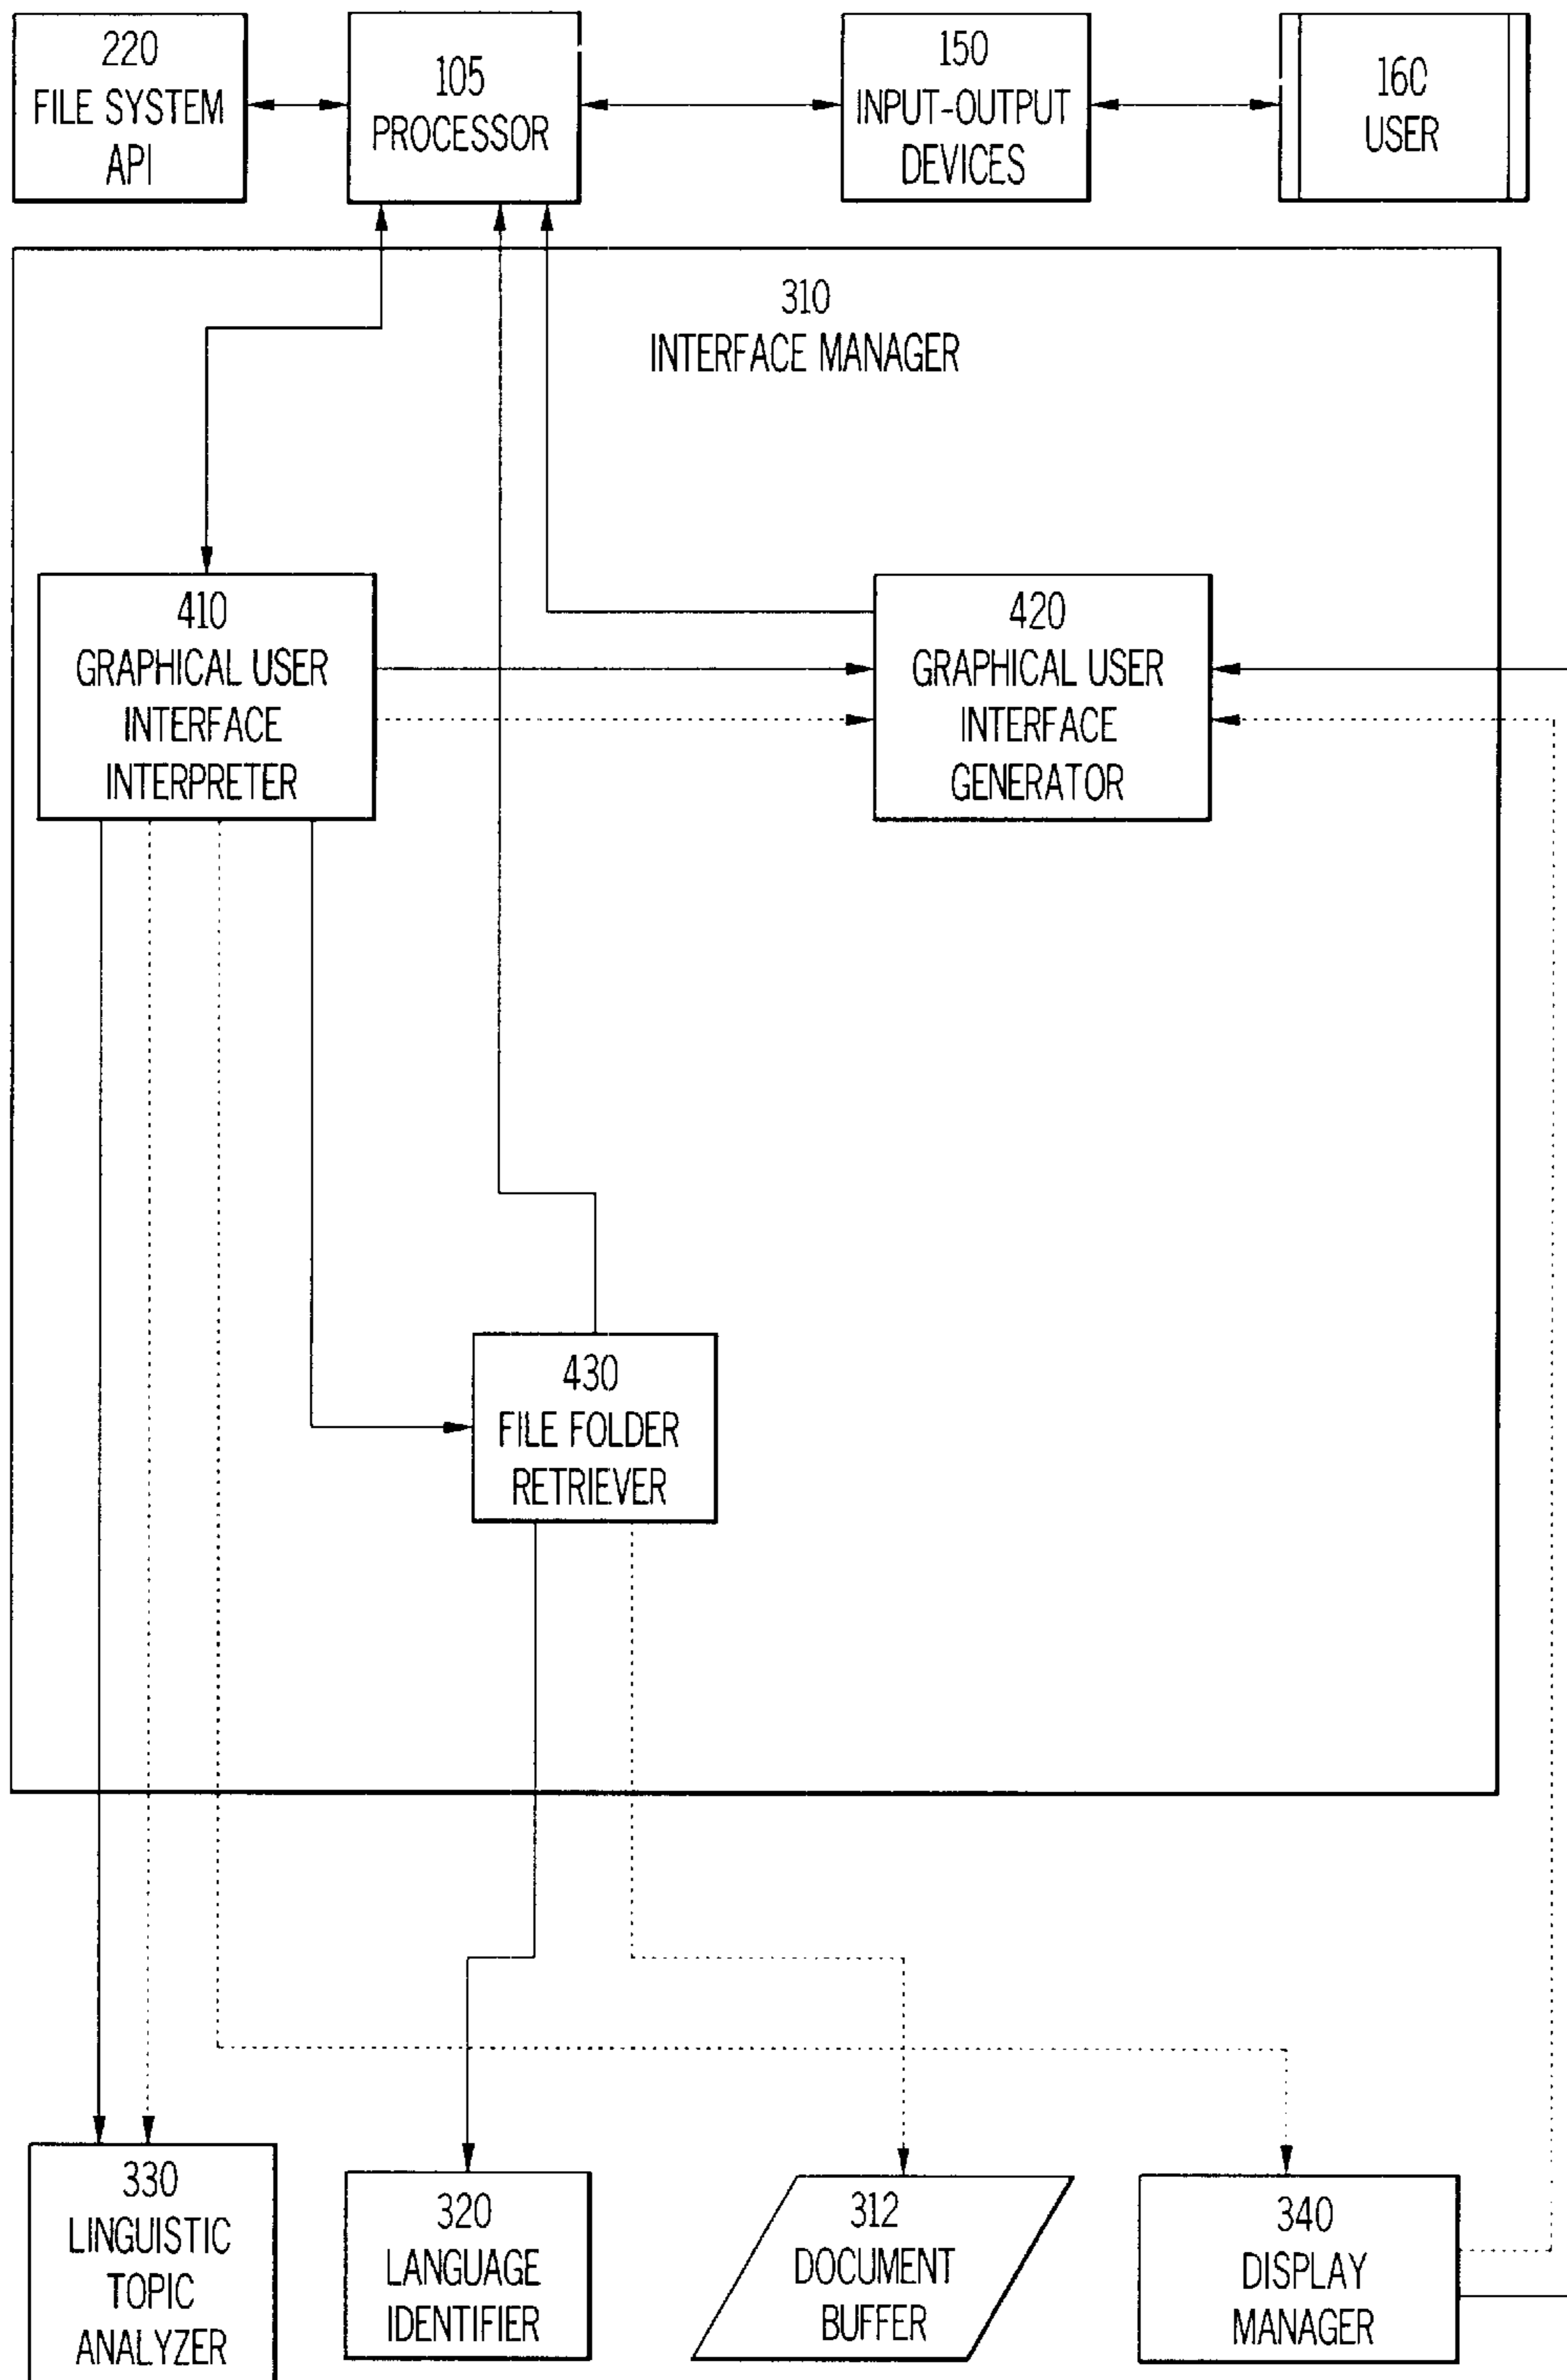 220
FILE SYSTEM
API
105
PROCESSOR
150
INPUT-OUTPUT
DEVICES
160
USER
310
INTERFACE MANAGER
410
GRAPHICAL USER
INTERFACE
INTERPRETER
420
GRAPHICAL USER
INTERFACE
GENERATOR
430
FILE FOLDER
RETRIEVER
330
LINGUISTIC
TOPIC
ANALYZER
320
LANGUAGE
IDENTIFIER
312
DOCUMENT
BUFFER
340
DISPLAY
MANAGER